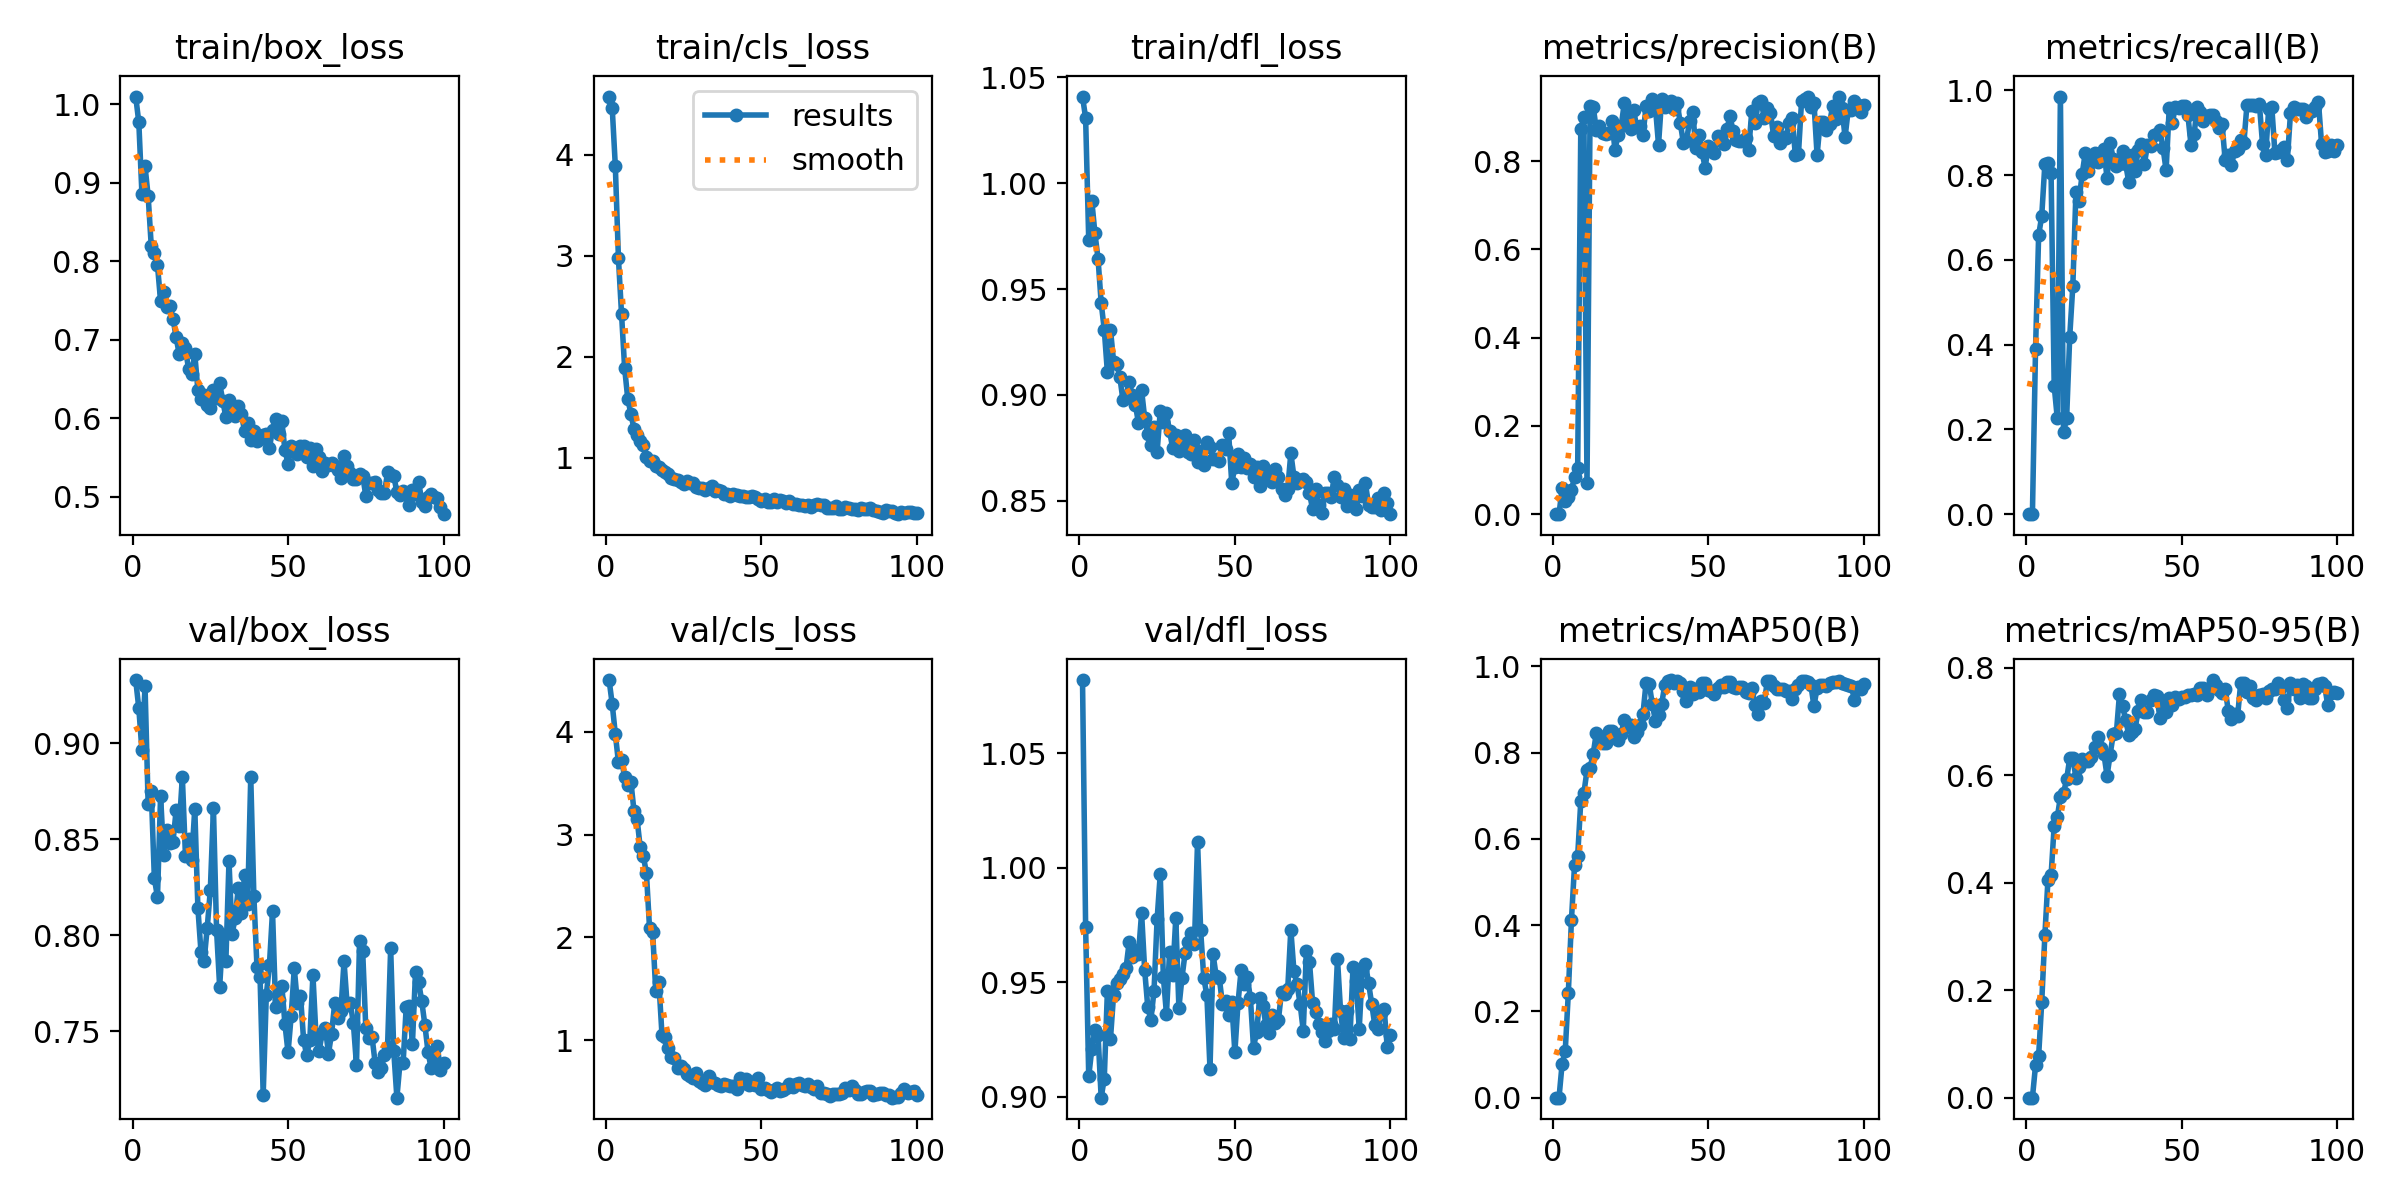 train/box_loss
1.0
0.9
0.8
0.7
0.6
0.5
0 50 100
train/cls_loss
results
smooth
4
3
2
1
0 50 100
train/dfl_loss
1.05
1.00
0.95
0.90
0.85
0 50 100
metrics/precision(B)
0.8
0.6
0.4
0.2
0.0
0 50 100
metrics/recall(B)
1.0
0.8
0.6
0.4
0.2
0.0
0 50 100
val/box_loss
0.90
0.85
0.80
0.75
0 50 100
val/cls_loss
4
3
2
1
0 50 100
val/dfl_loss
1.05
1.00
0.95
0.90
0 50 100
metrics/mAP50(B)
1.0
0.8
0.6
0.4
0.2
0.0
0 50 100
metrics/mAP50-95(B)
0.8
0.6
0.4
0.2
0.0
0 50 100